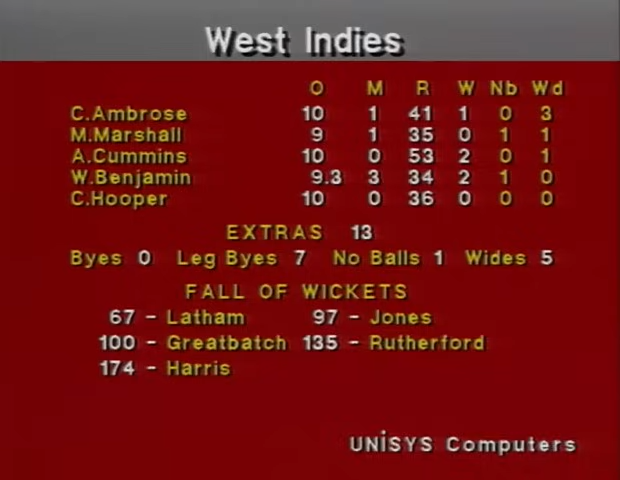 West Indies
O M R W Nb Wd
C.Ambrose 10 1 41 1 0 3
M.Marshall 9 1 35 0 1 1
A.Cummins 10 0 53 2 0 1
W.Benjamin 9.3 3 34 2 1 0
C.Hooper 10 0 36 0 0 0
EXTRAS 13
Byes 0 Leg Byes 7 No Balls 1 Wides 5
FALL OF WICKETS
67 - Latham 97 - Jones
100 - Greatbatch 135 - Rutherford
174 - Harris
UNiSYS Computers